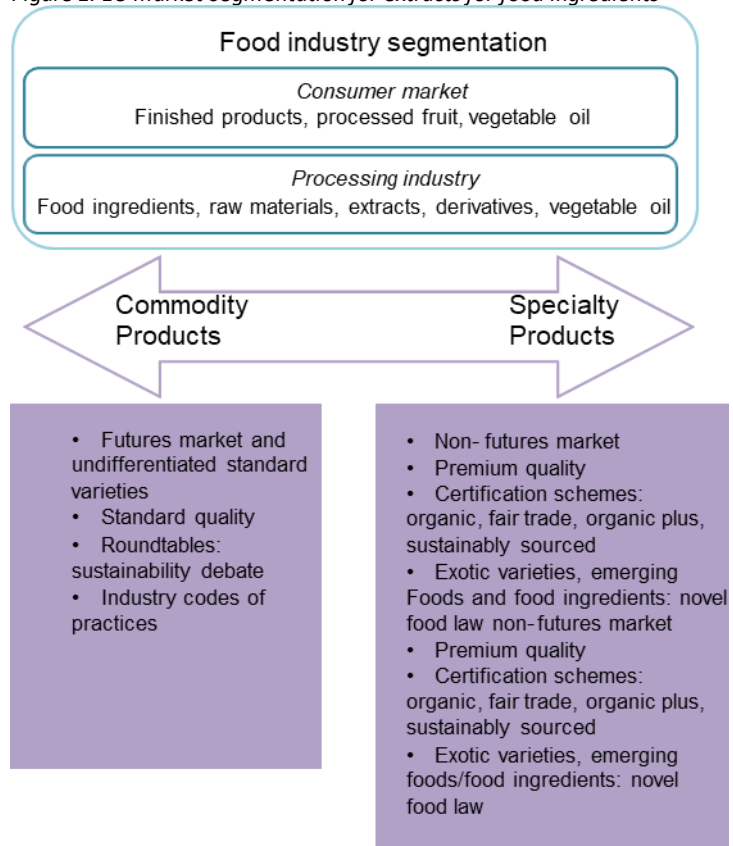 Food industry segmentation
Consumer market
Finished products, processed fruit, vegetable oil
Processing industry
Food ingredients, raw materials, extracts, derivatives, vegetable oil
Commodity
Products
Specialty
Products
• Futures market and
undifferentiated standard
varieties
• Standard quality
• Roundtables:
sustainability debate
• Industry codes of
practices
• Non- futures market
• Premium quality
• Certification schemes:
organic, fair trade, organic plus,
sustainably sourced
• Exotic varieties, emerging
Foods and food ingredients: novel
food law non- futures market
• Premium quality
• Certification schemes:
organic, fair trade, organic plus,
sustainably sourced
• Exotic varieties, emerging
foods/food ingredients: novel
food law